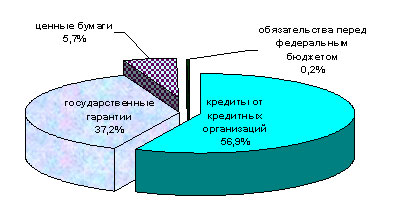 ценные бумаги
5,7%
обязательства перед
федеральным
бюджетом
0,2%
государственные
гарантии
37,2%
кредиты от
кредитных
организаций
56,9%